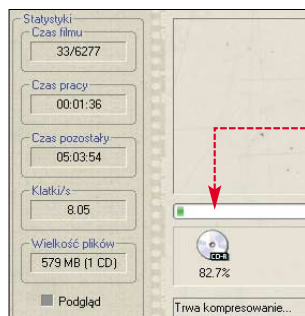 Statystyki
Czas filmu
33/6277
Czas pracy
00:01:36
Czas pozostały
05:03:54
Klatki/s
8.05
Wielkość plików
579 MB (1 CD)
Podgląd
CD-R
82.7%
Trwa kompresowanie...